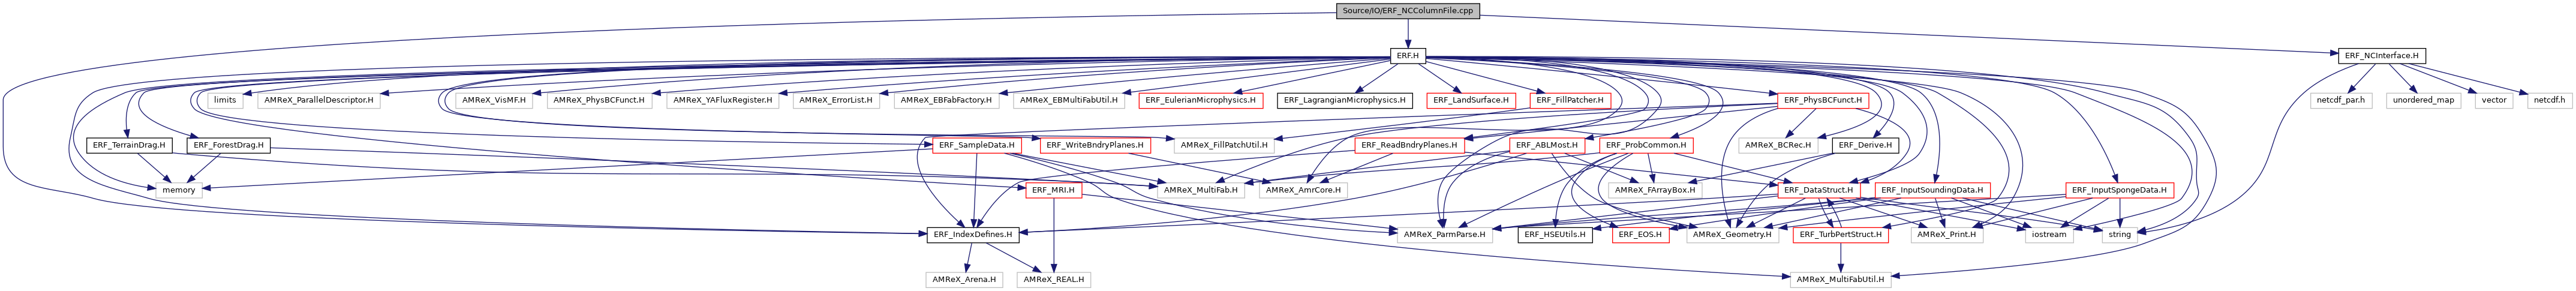 Source/IO/ERF_NCColumnFile.cpp
ERF.H
ERF_NCInterface.H
limits
AMReX_ParallelDescriptor.H
AMReX_VisMF.H
AMReX_PhysBCFunct.H
AMReX_YAFluxRegister.H
AMReX_ErrorList.H
AMReX_EBFabFactory.H
AMReX_EBMultiFabUtil.H
ERF_EulerianMicrophysics.H
ERF_LagrangianMicrophysics.H
ERF_LandSurface.H
ERF_FillPatcher.H
ERF_PhysBCFunct.H
netcdf_par.h
unordered_map
vector
netcdf.h
ERF_TerrainDrag.H
ERF_ForestDrag.H
ERF_SampleData.H
ERF_WriteBndryPlanes.H
AMReX_FillPatchUtil.H
ERF_ReadBndryPlanes.H
ERF_ABLMost.H
ERF_ProbCommon.H
AMReX_BCRec.H
ERF_Derive.H
memory
ERF_MRI.H
AMReX_MultiFab.H
AMReX_AmrCore.H
AMReX_FArrayBox.H
ERF_DataStruct.H
ERF_InputSoundingData.H
ERF_InputSpongeData.H
ERF_IndexDefines.H
AMReX_ParmParse.H
ERF_HSEUtils.H
ERF_EOS.H
AMReX_Geometry.H
ERF_TurbPertStruct.H
AMReX_Print.H
iostream
string
AMReX_Arena.H
AMReX_REAL.H
AMReX_MultiFabUtil.H